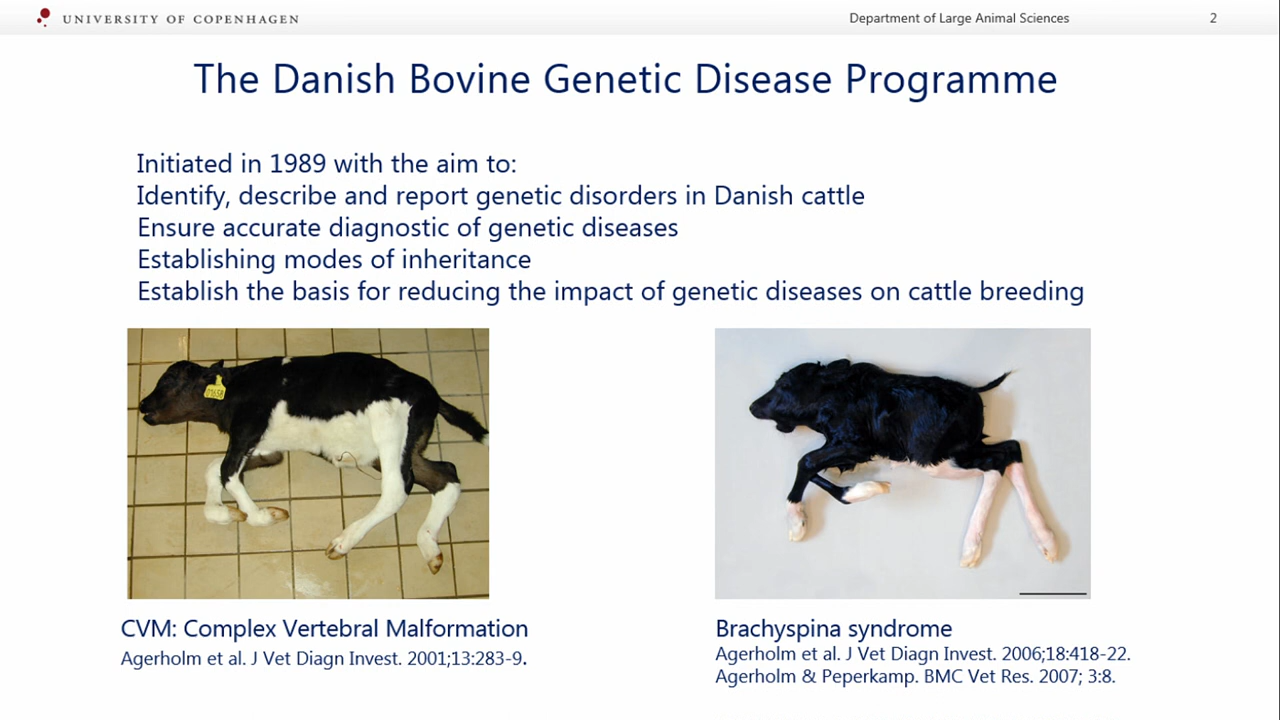 UNIVERSITY OF COPENHAGEN
Department of Large Animal Sciences
2
The Danish Bovine Genetic Disease Programme
Initiated in 1989 with the aim to:
Identify, describe and report genetic disorders in Danish cattle
Ensure accurate diagnostic of genetic diseases
Establishing modes of inheritance
Establish the basis for reducing the impact of genetic diseases on cattle breeding
CVM: Complex Vertebral Malformation
Agerholm et al. J Vet Diagn Invest. 2001;13:283-9.
Brachyspina syndrome
Agerholm et al. J Vet Diagn Invest. 2006;18:418-22.
Agerholm & Peperkamp. BMC Vet Res. 2007; 3:8.